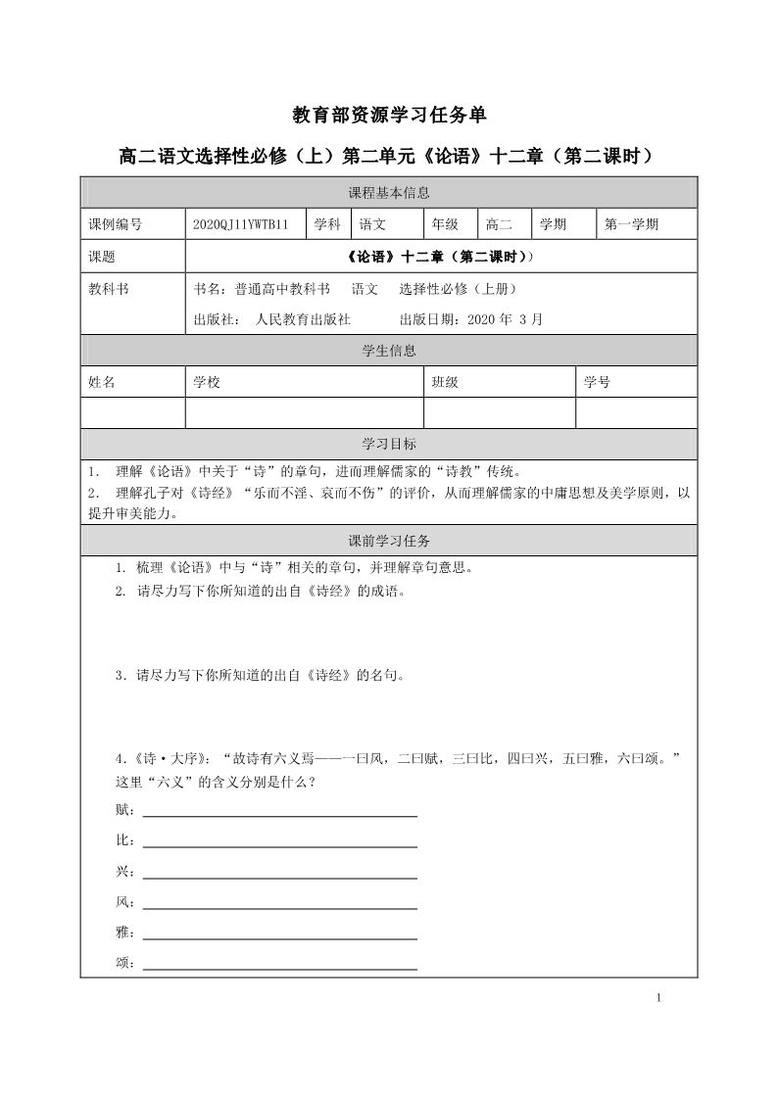 教育部资源学习任务单
高二语文选择性必修（上）第二单元《论语》十二章（第二课时）
课程基本信息
课例编号 2020QJ11YWTB11 学科 语文 年级 高二 学期 第一学期
课题 《论语》十二章（第二课时））
教科书 书名：普通高中教科书 语文 选择性必修（上册）
出版社： 人民教育出版社 出版日期：2020 年 3 月
学生信息
姓名 学校 班级 学号
学习目标
1. 理解《论语》中关于“诗”的章句，进而理解儒家的“诗教”传统。
2. 理解孔子对《诗经》“乐而不淫、哀而不伤”的评价，从而理解儒家的中庸思想及美学原则，以
提升审美能力。
课前学习任务
1. 梳理《论语》中与“诗”相关的章句，并理解章句意思。
2. 请尽力写下你所知道的出自《诗经》的成语。
3. 请尽力写下你所知道的出自《诗经》的名句。
4.《诗·大序》：“故诗有六义焉——一曰风，二曰赋，三曰比，四曰兴，五曰雅，六曰颂。”
这里“六义”的含义分别是什么？
赋：
比：
兴：
风：
雅：
颂：
1